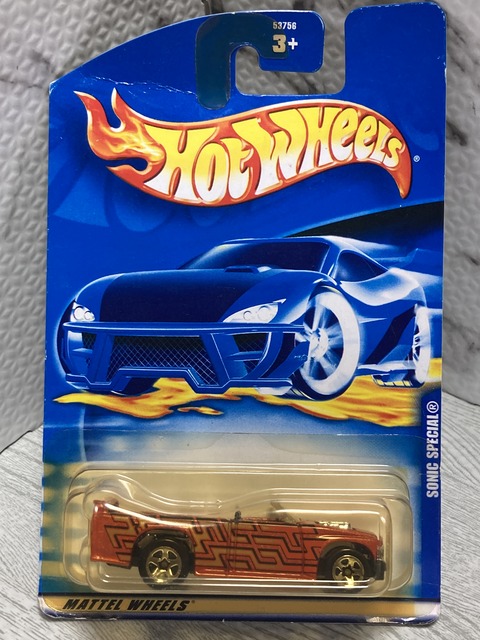 53756
3+
HOT WHEELS®
SONIC SPECIAL®
MATTEL WHEELS